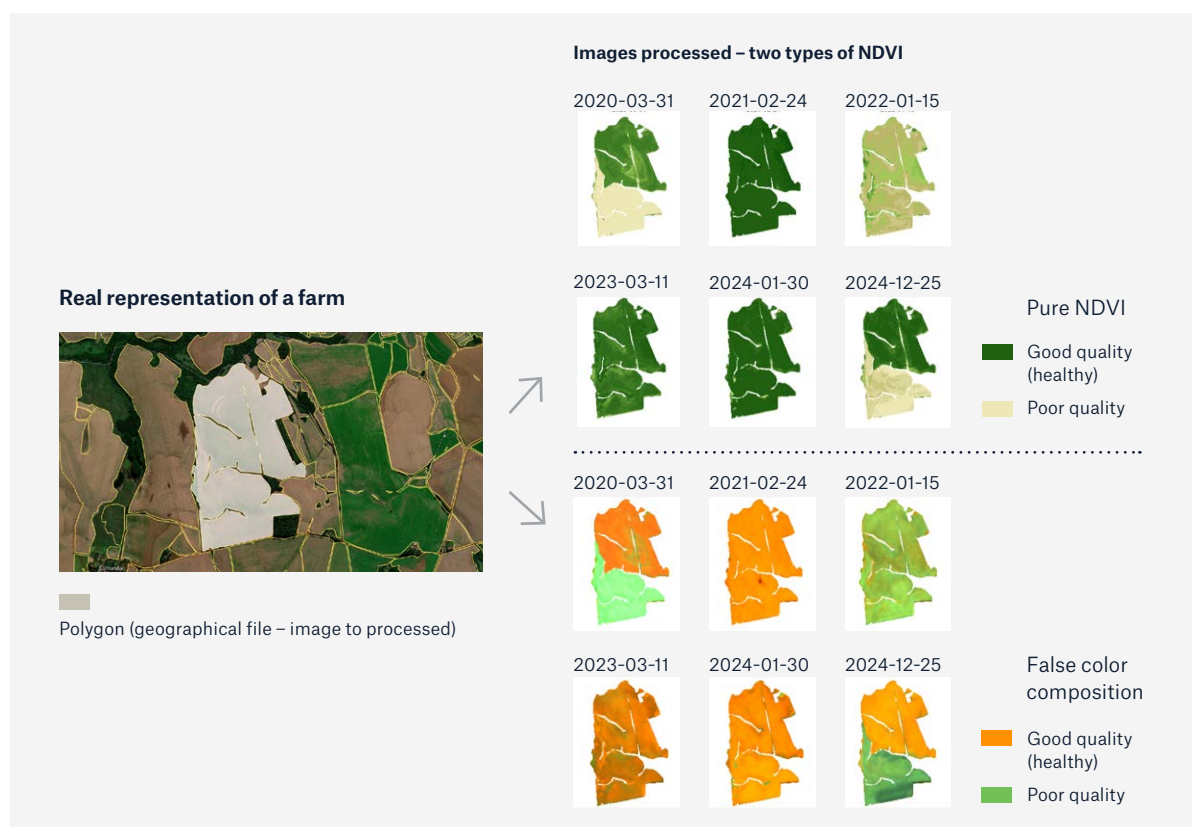 Images processed – two types of NDVI
2020-03-31
2021-02-24
2022-01-15
2023-03-11
2024-01-30
2024-12-25
Pure NDVI
Good quality
(healthy)
Poor quality
Real representation of a farm
Polygon (geographical file – image to processed)
2020-03-31
2021-02-24
2022-01-15
2023-03-11
2024-01-30
2024-12-25
False color
composition
Good quality
(healthy)
Poor quality